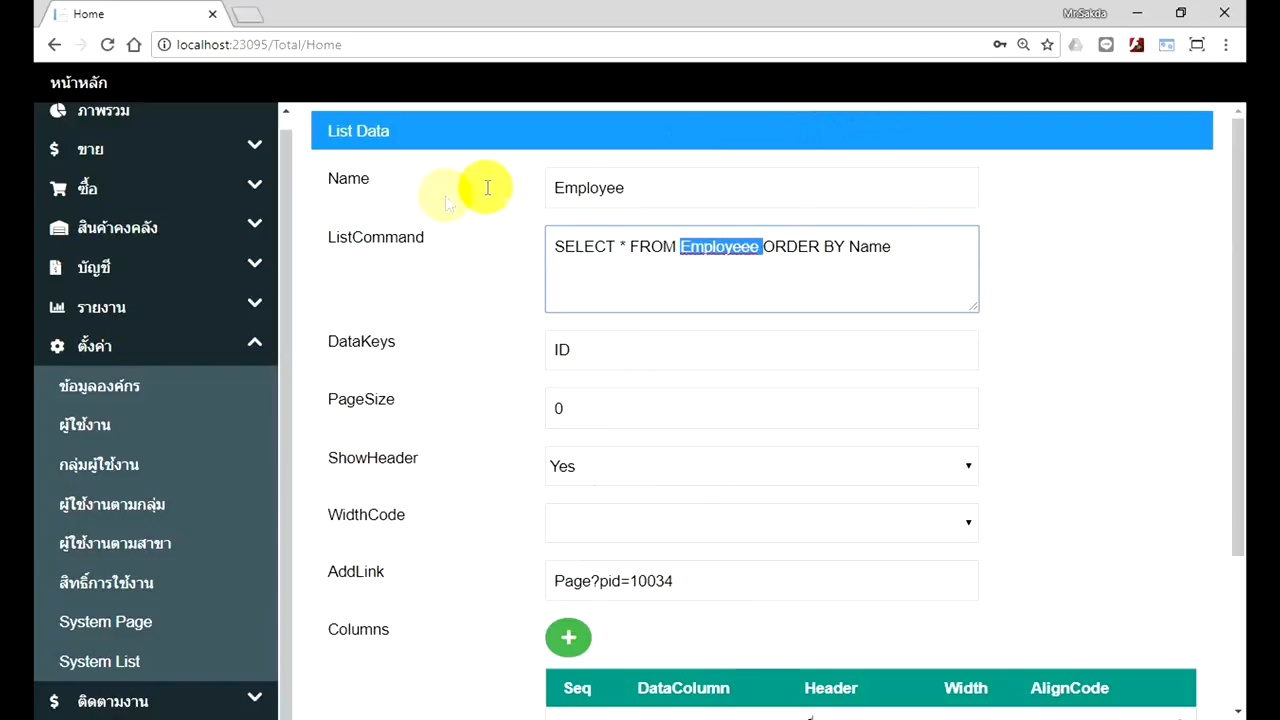 Home
MrSakda
localhost:23095/Total/Home
หน้าหลัก
ภาพรวม
ขาย
ซื้อ
สินค้าคงคลัง
บัญชี
รายงาน
ตั้งค่า
ข้อมูลองค์กร
ผู้ใช้งาน
กลุ่มผู้ใช้งาน
ผู้ใช้งานตามกลุ่ม
ผู้ใช้งานตามสาขา
สิทธิ์การใช้งาน
System Page
System List
ติดตามงาน
List Data
Name
Employee
ListCommand
SELECT * FROM Employeee ORDER BY Name
DataKeys
ID
PageSize
0
ShowHeader
Yes
WidthCode
AddLink
Page?pid=10034
Columns
Seq DataColumn Header Width AlignCode